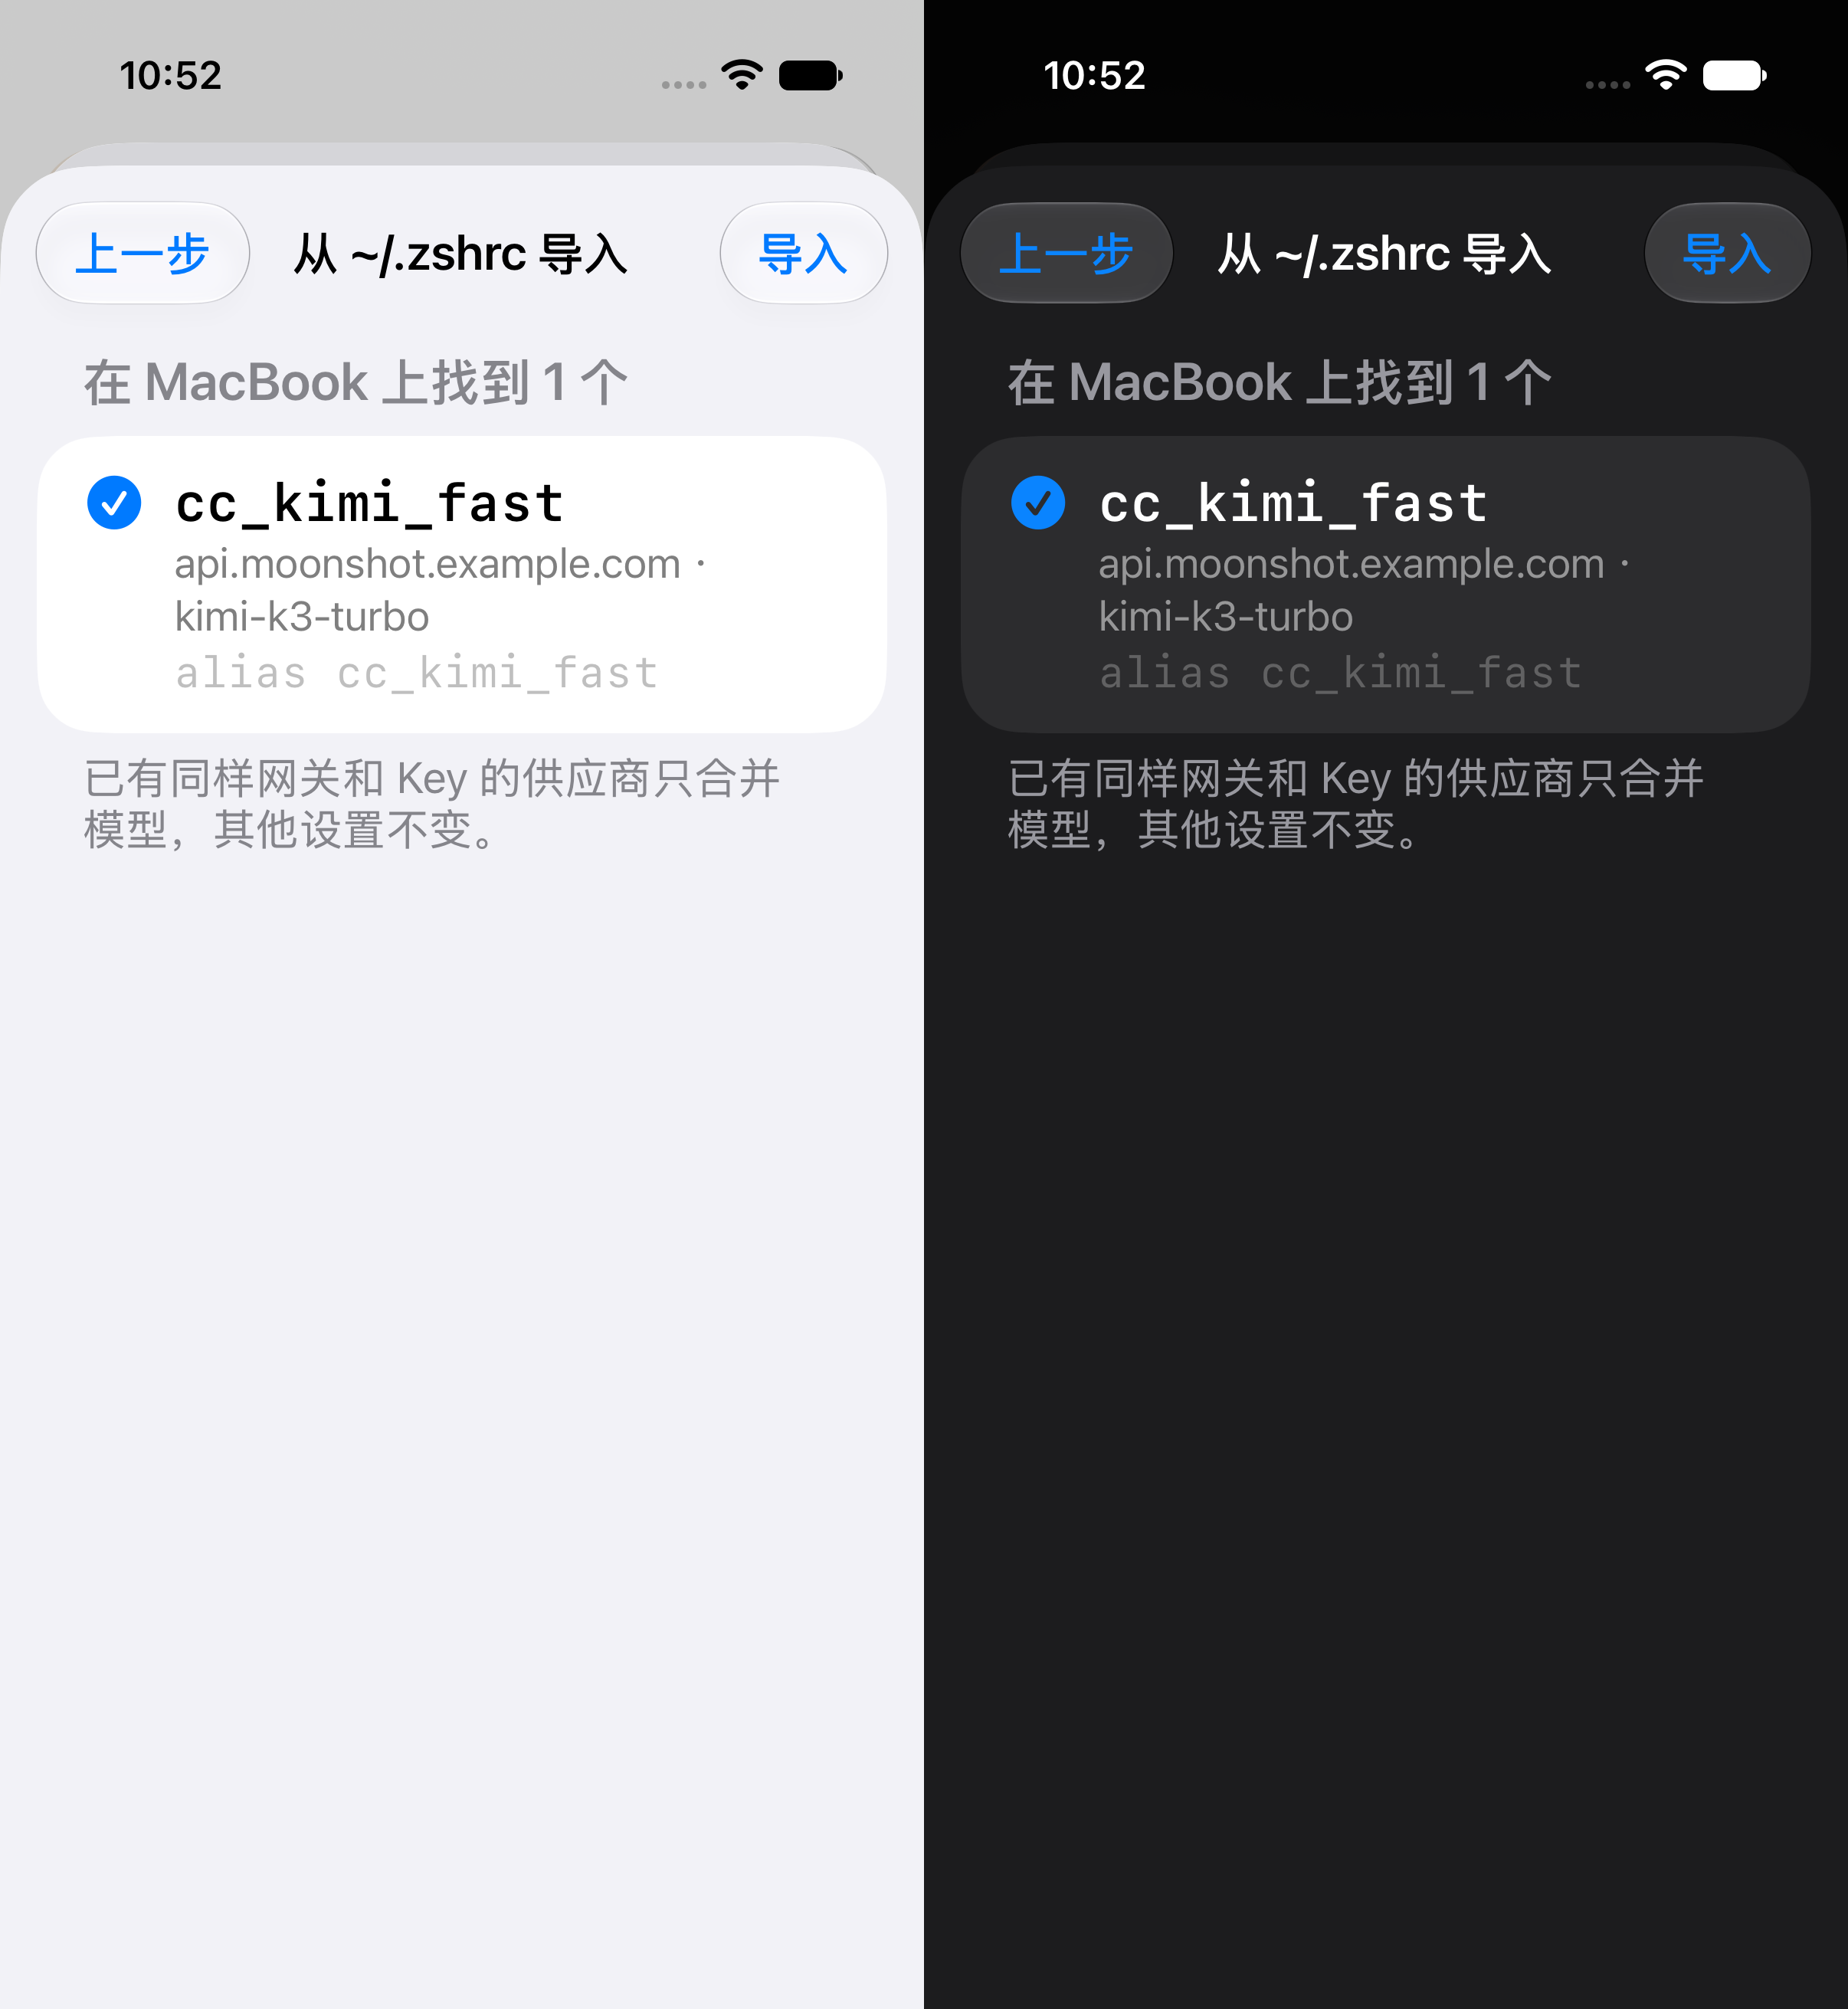 10:52
上一步
从 ~/.zshrc 导入
导入
在 MacBook 上找到 1 个
cc_kimi_fast
api.moonshot.example.com ·
kimi-k3-turbo
alias cc_kimi_fast
已有同样网关和 Key 的供应商只合并
模型，其他设置不变。
10:52
上一步
从 ~/.zshrc 导入
导入
在 MacBook 上找到 1 个
cc_kimi_fast
api.moonshot.example.com ·
kimi-k3-turbo
alias cc_kimi_fast
已有同样网关和 Key 的供应商只合并
模型，其他设置不变。